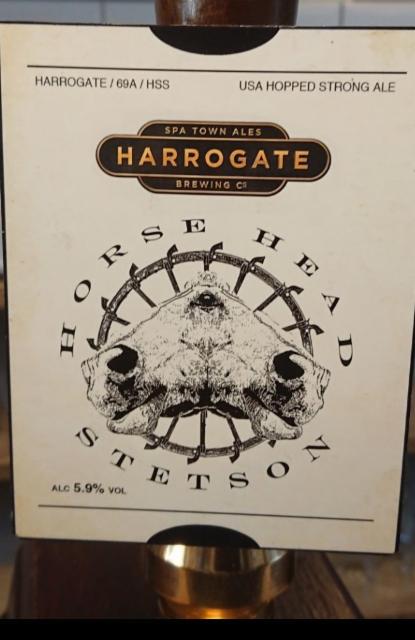 HARROGATE / 69A / HSS
USA HOPPED STRONG ALE
SPA TOWN ALES
HARROGATE
BREWING Co
HORSE HEAD
STETSON
ALC 5.9% VOL